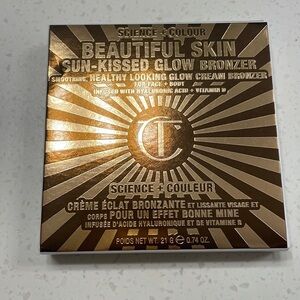 SCIENCE + COLOUR
BEAUTIFUL SKIN
SUN-KISSED GLOW BRONZER
SMOOTHING, HEALTHY LOOKING GLOW CREAM BRONZER
FOR FACE + BODY
INFUSED WITH HYALURONIC ACID + VITAMIN E
CT
SCIENCE + COULEUR
CRÈME ÉCLAT BRONZANTE ET LISSANTE VISAGE ET
CORPS POUR UN EFFET BONNE MINE
INFUSÉE D'ACIDE HYALURONIQUE ET DE VITAMINE E
POIDS NET WT. 21 G ℮ 0.74 OZ.